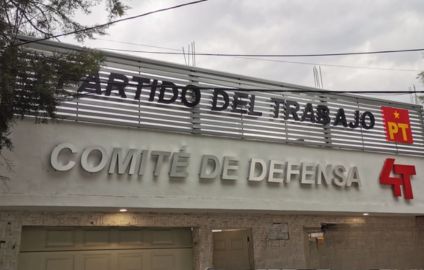 PARTIDO DEL TRABAJO PT
COMITÉ DE DEFENSA 4T